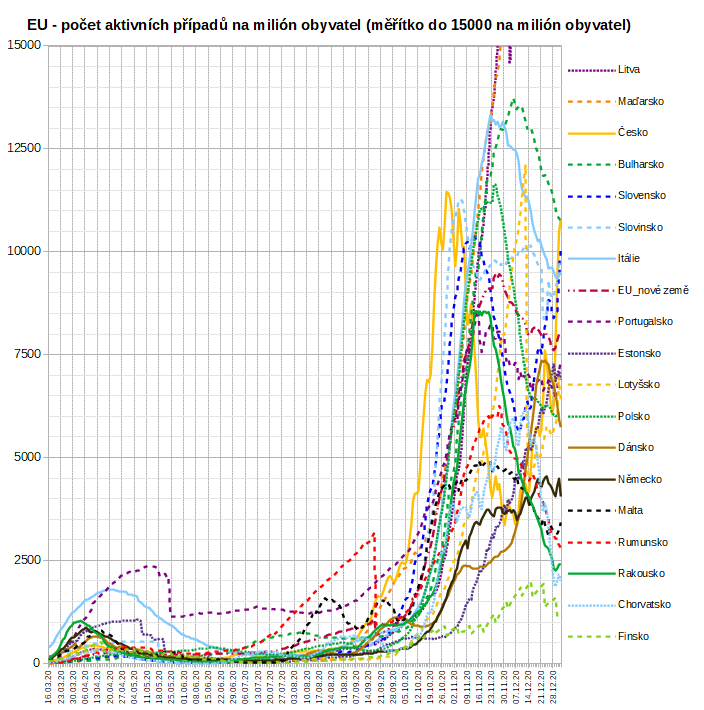 EU - počet aktivních případů na milión obyvatel (měřítko do 15000 na milión obyvatel)
15000
12500
10000
7500
5000
2500
0
Litva
Maďarsko
Česko
Bulharsko
Slovensko
Slovinsko
Itálie
EU_nové země
Portugalsko
Estonsko
Lotyšsko
Polsko
Dánsko
Německo
Malta
Rumunsko
Rakousko
Chorvatsko
Finsko
16.03.20
23.03.20
30.03.20
06.04.20
13.04.20
20.04.20
27.04.20
04.05.20
11.05.20
18.05.20
25.05.20
01.06.20
08.06.20
15.06.20
22.06.20
29.06.20
06.07.20
13.07.20
20.07.20
27.07.20
03.08.20
10.08.20
17.08.20
24.08.20
31.08.20
07.09.20
14.09.20
21.09.20
28.09.20
05.10.20
12.10.20
19.10.20
26.10.20
02.11.20
09.11.20
16.11.20
23.11.20
30.11.20
07.12.20
14.12.20
21.12.20
28.12.20